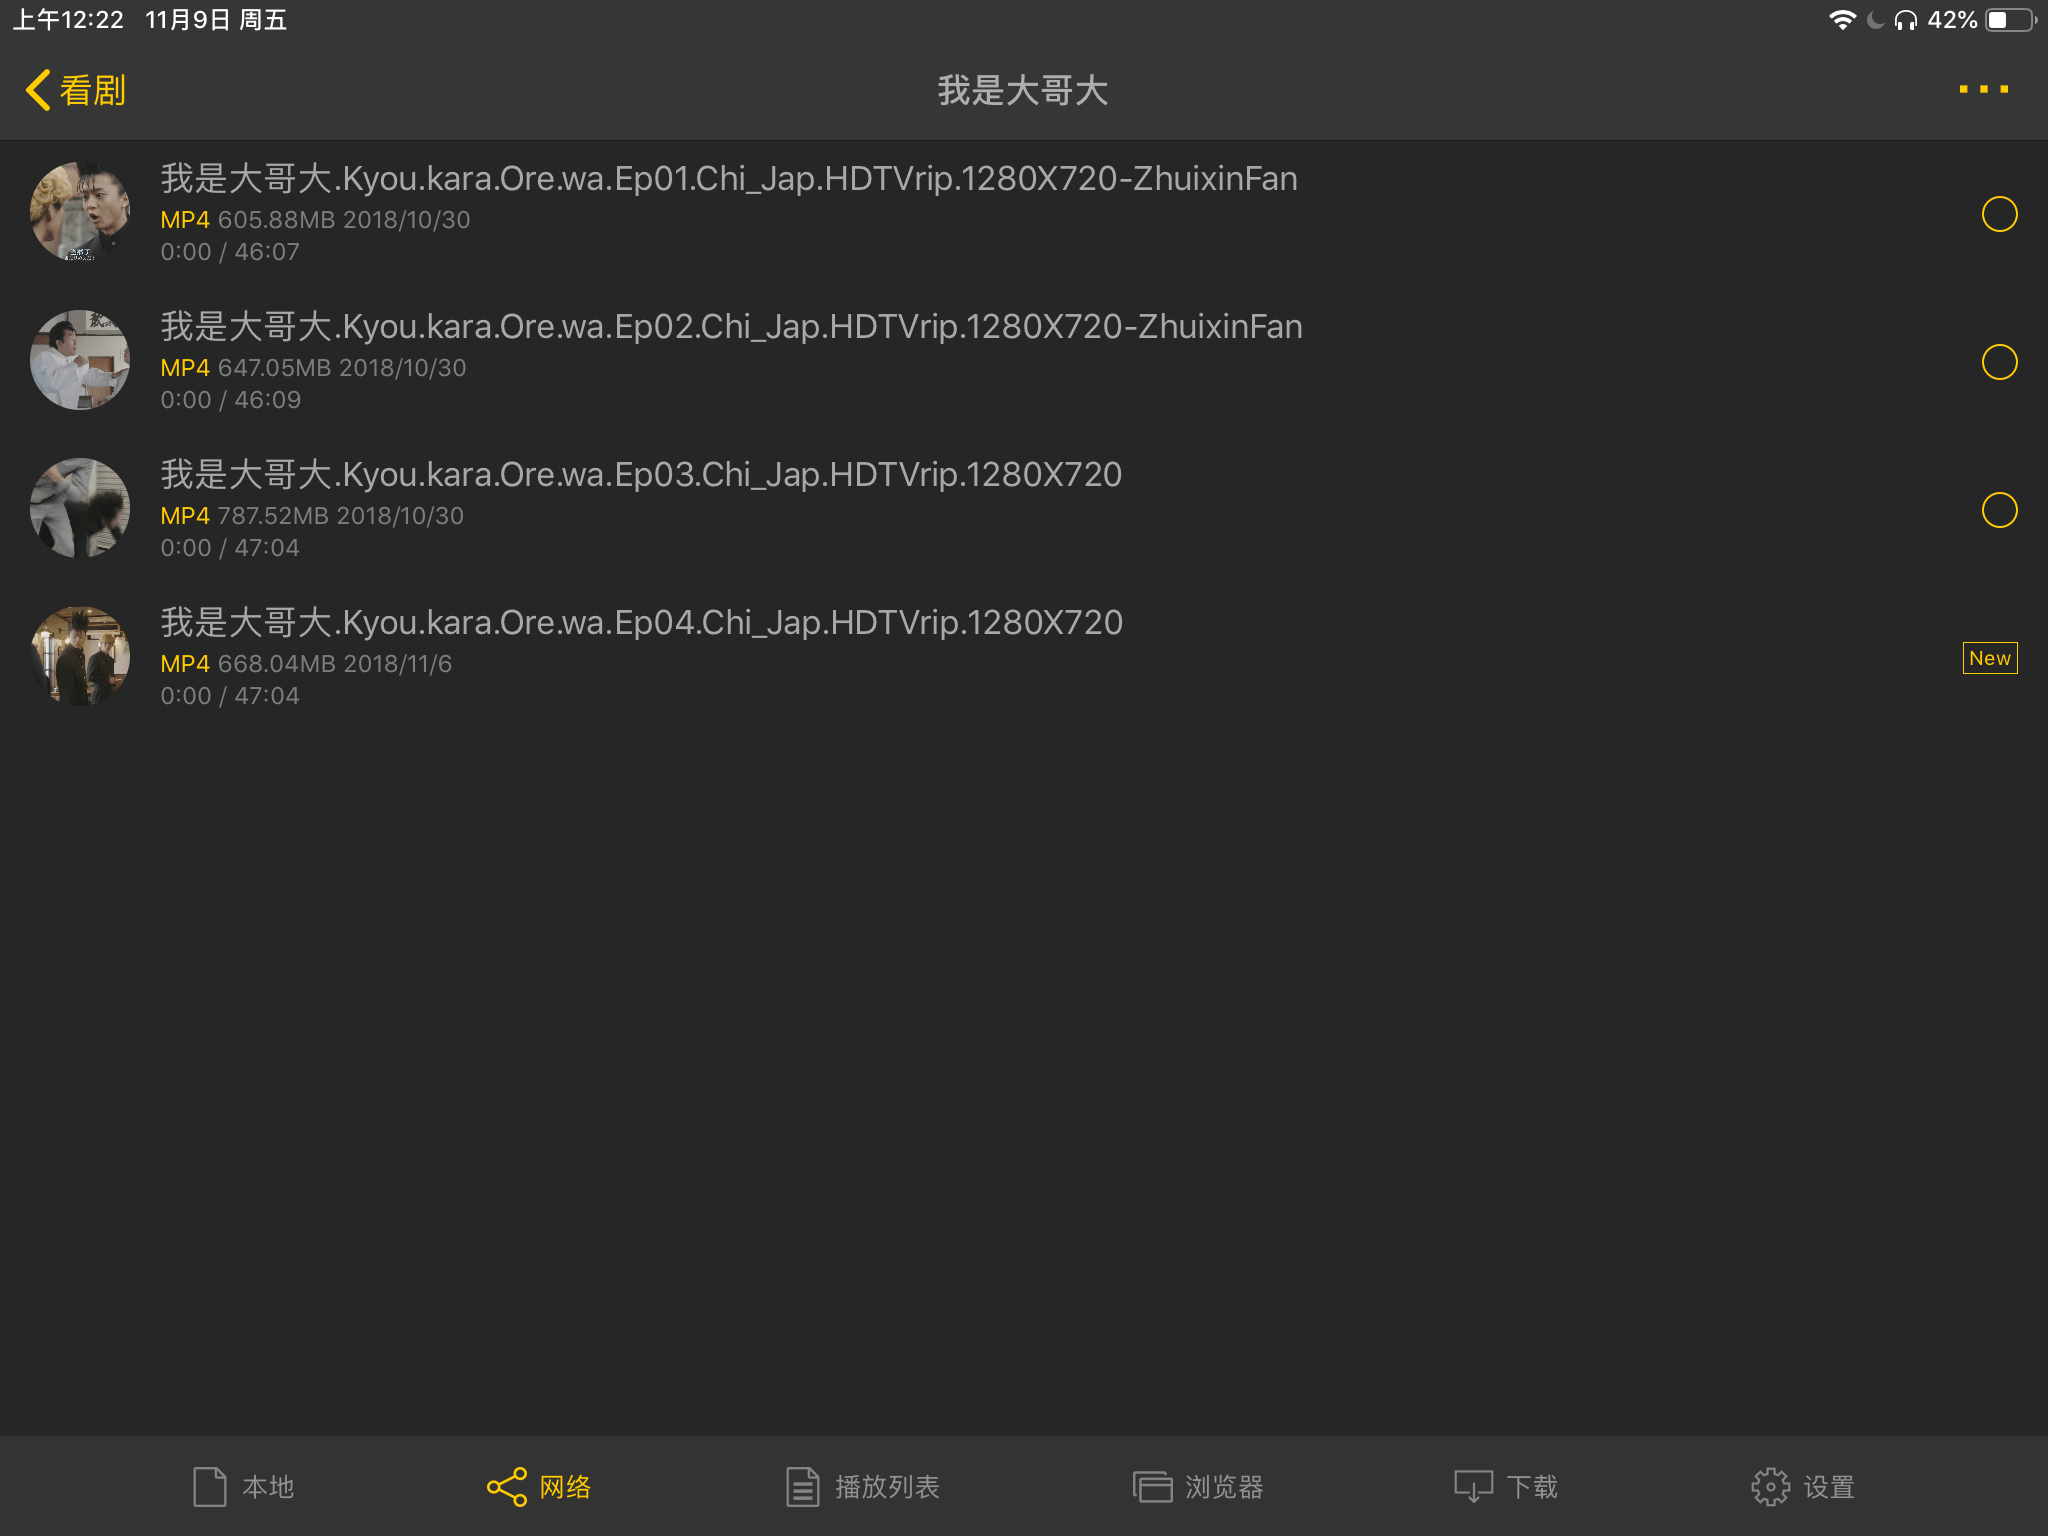 上午12:22 11月9日 周五
42%
看剧
我是大哥大
我是大哥大.Kyou.kara.Ore.wa.Ep01.Chi_Jap.HDTVrip.1280X720-ZhuixinFan
MP4 605.88MB 2018/10/30
0:00 / 46:07
我是大哥大.Kyou.kara.Ore.wa.Ep02.Chi_Jap.HDTVrip.1280X720-ZhuixinFan
MP4 647.05MB 2018/10/30
0:00 / 46:09
我是大哥大.Kyou.kara.Ore.wa.Ep03.Chi_Jap.HDTVrip.1280X720
MP4 787.52MB 2018/10/30
0:00 / 47:04
我是大哥大.Kyou.kara.Ore.wa.Ep04.Chi_Jap.HDTVrip.1280X720
MP4 668.04MB 2018/11/6
0:00 / 47:04
New
本地
网络
播放列表
浏览器
下载
设置